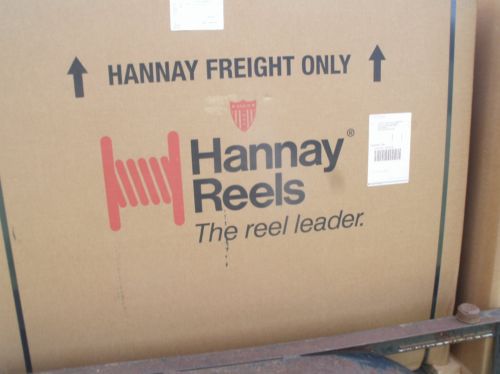 HANNAY FREIGHT ONLY
Hannay®
Reels
The reel leader.